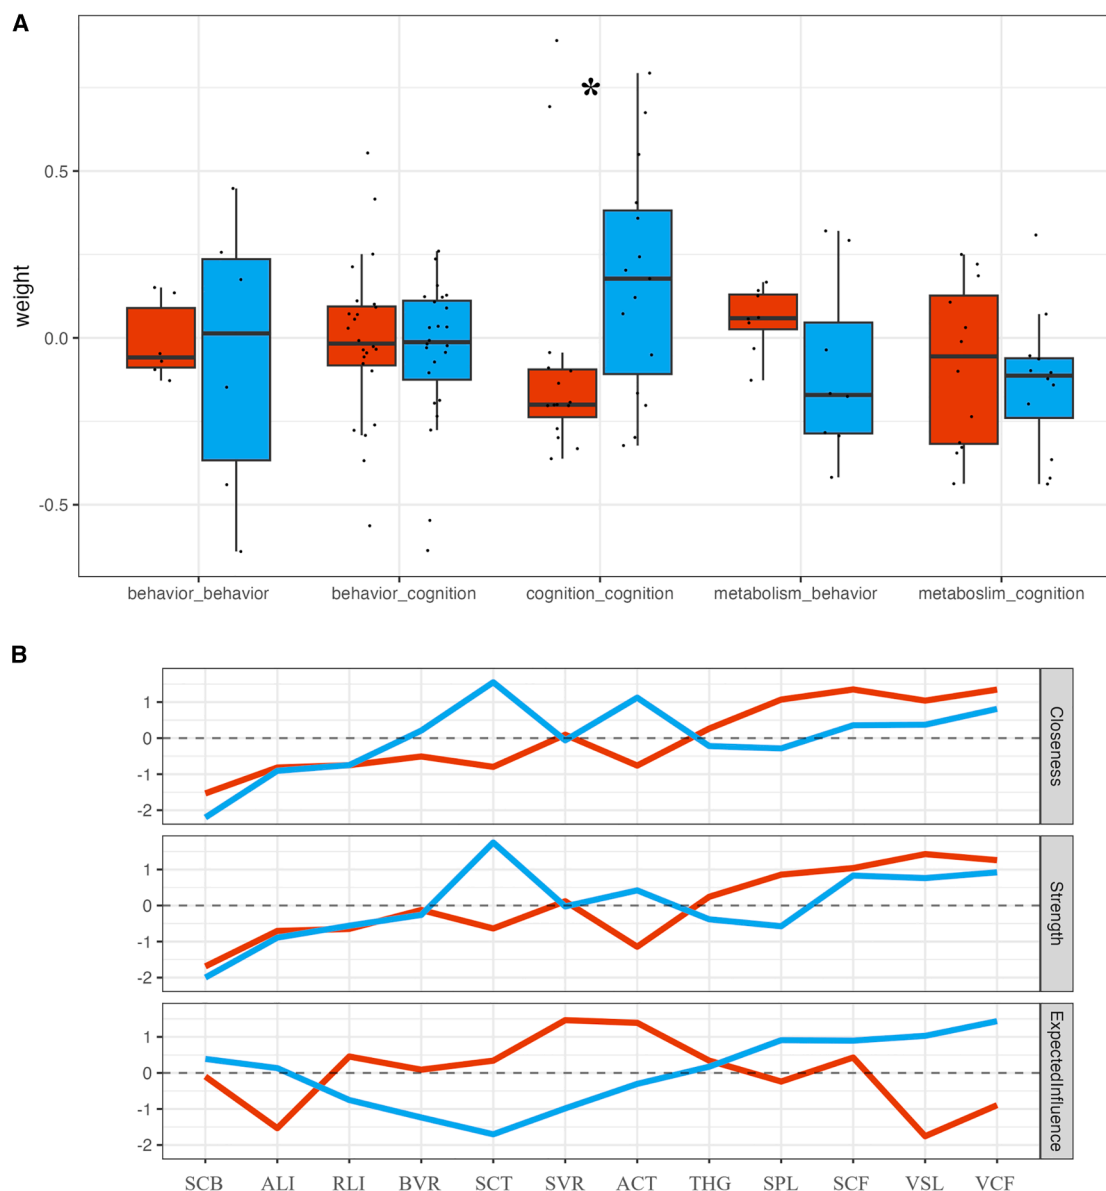 A
*
weight
0.5
0.0
-0.5
behavior_behavior behavior_cognition cognition_cognition metabolism_behavior metaboslim_cognition
B
1
0
-1
-2
Closeness
1
0
-1
-2
Strength
1
0
-1
-2
ExpectedInfluence
SCB ALI RLI BVR SCT SVR ACT THG SPL SCF VSL VCF